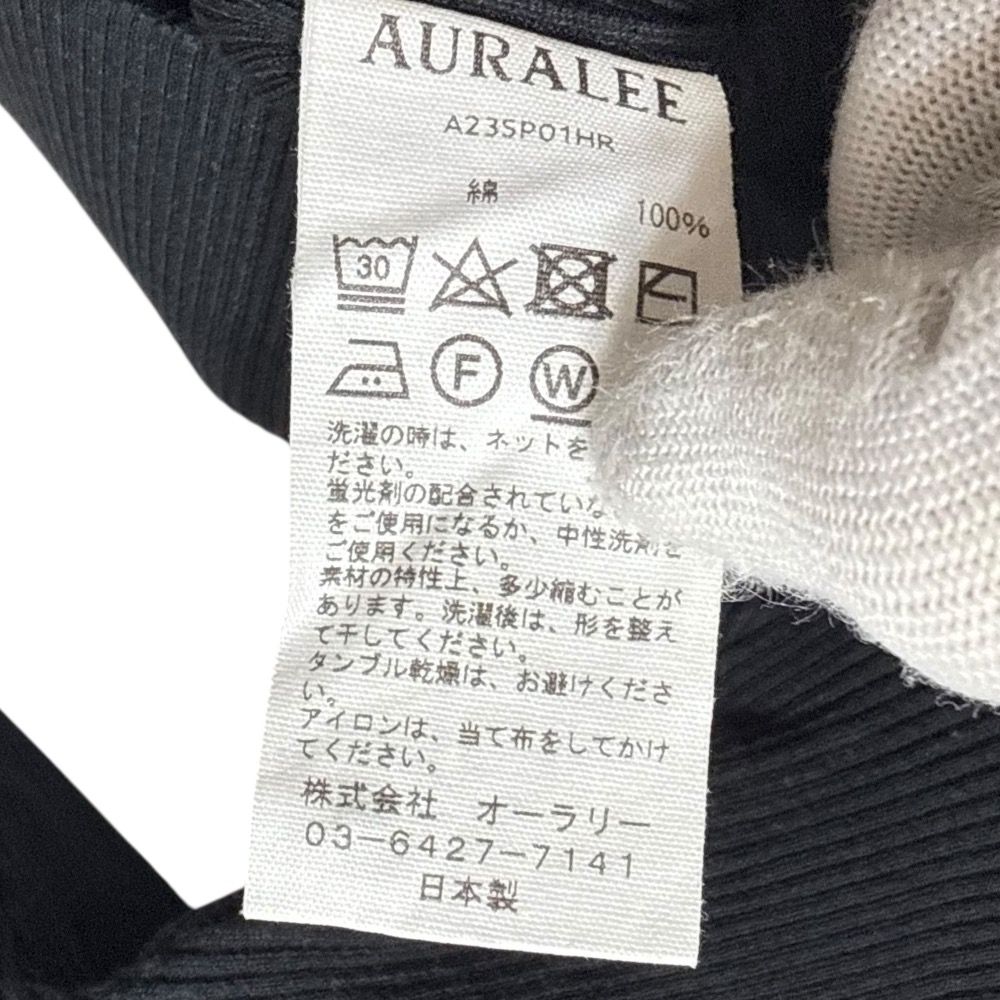 AURALEE
A23SP01HR
綿 100%
30
F W
洗濯の時は、ネットを
ださい。
蛍光剤の配合されていな
をご使用になるか、中性洗剤を
ご使用ください。
素材の特性上、多少縮むことが
あります。洗濯後は、形を整え
て干してください。
タンブル乾燥は、お避けくださ
い。
アイロンは、当て布をしてかけ
てください。
株式会社 オーラリー
03-6427-7141
日本製